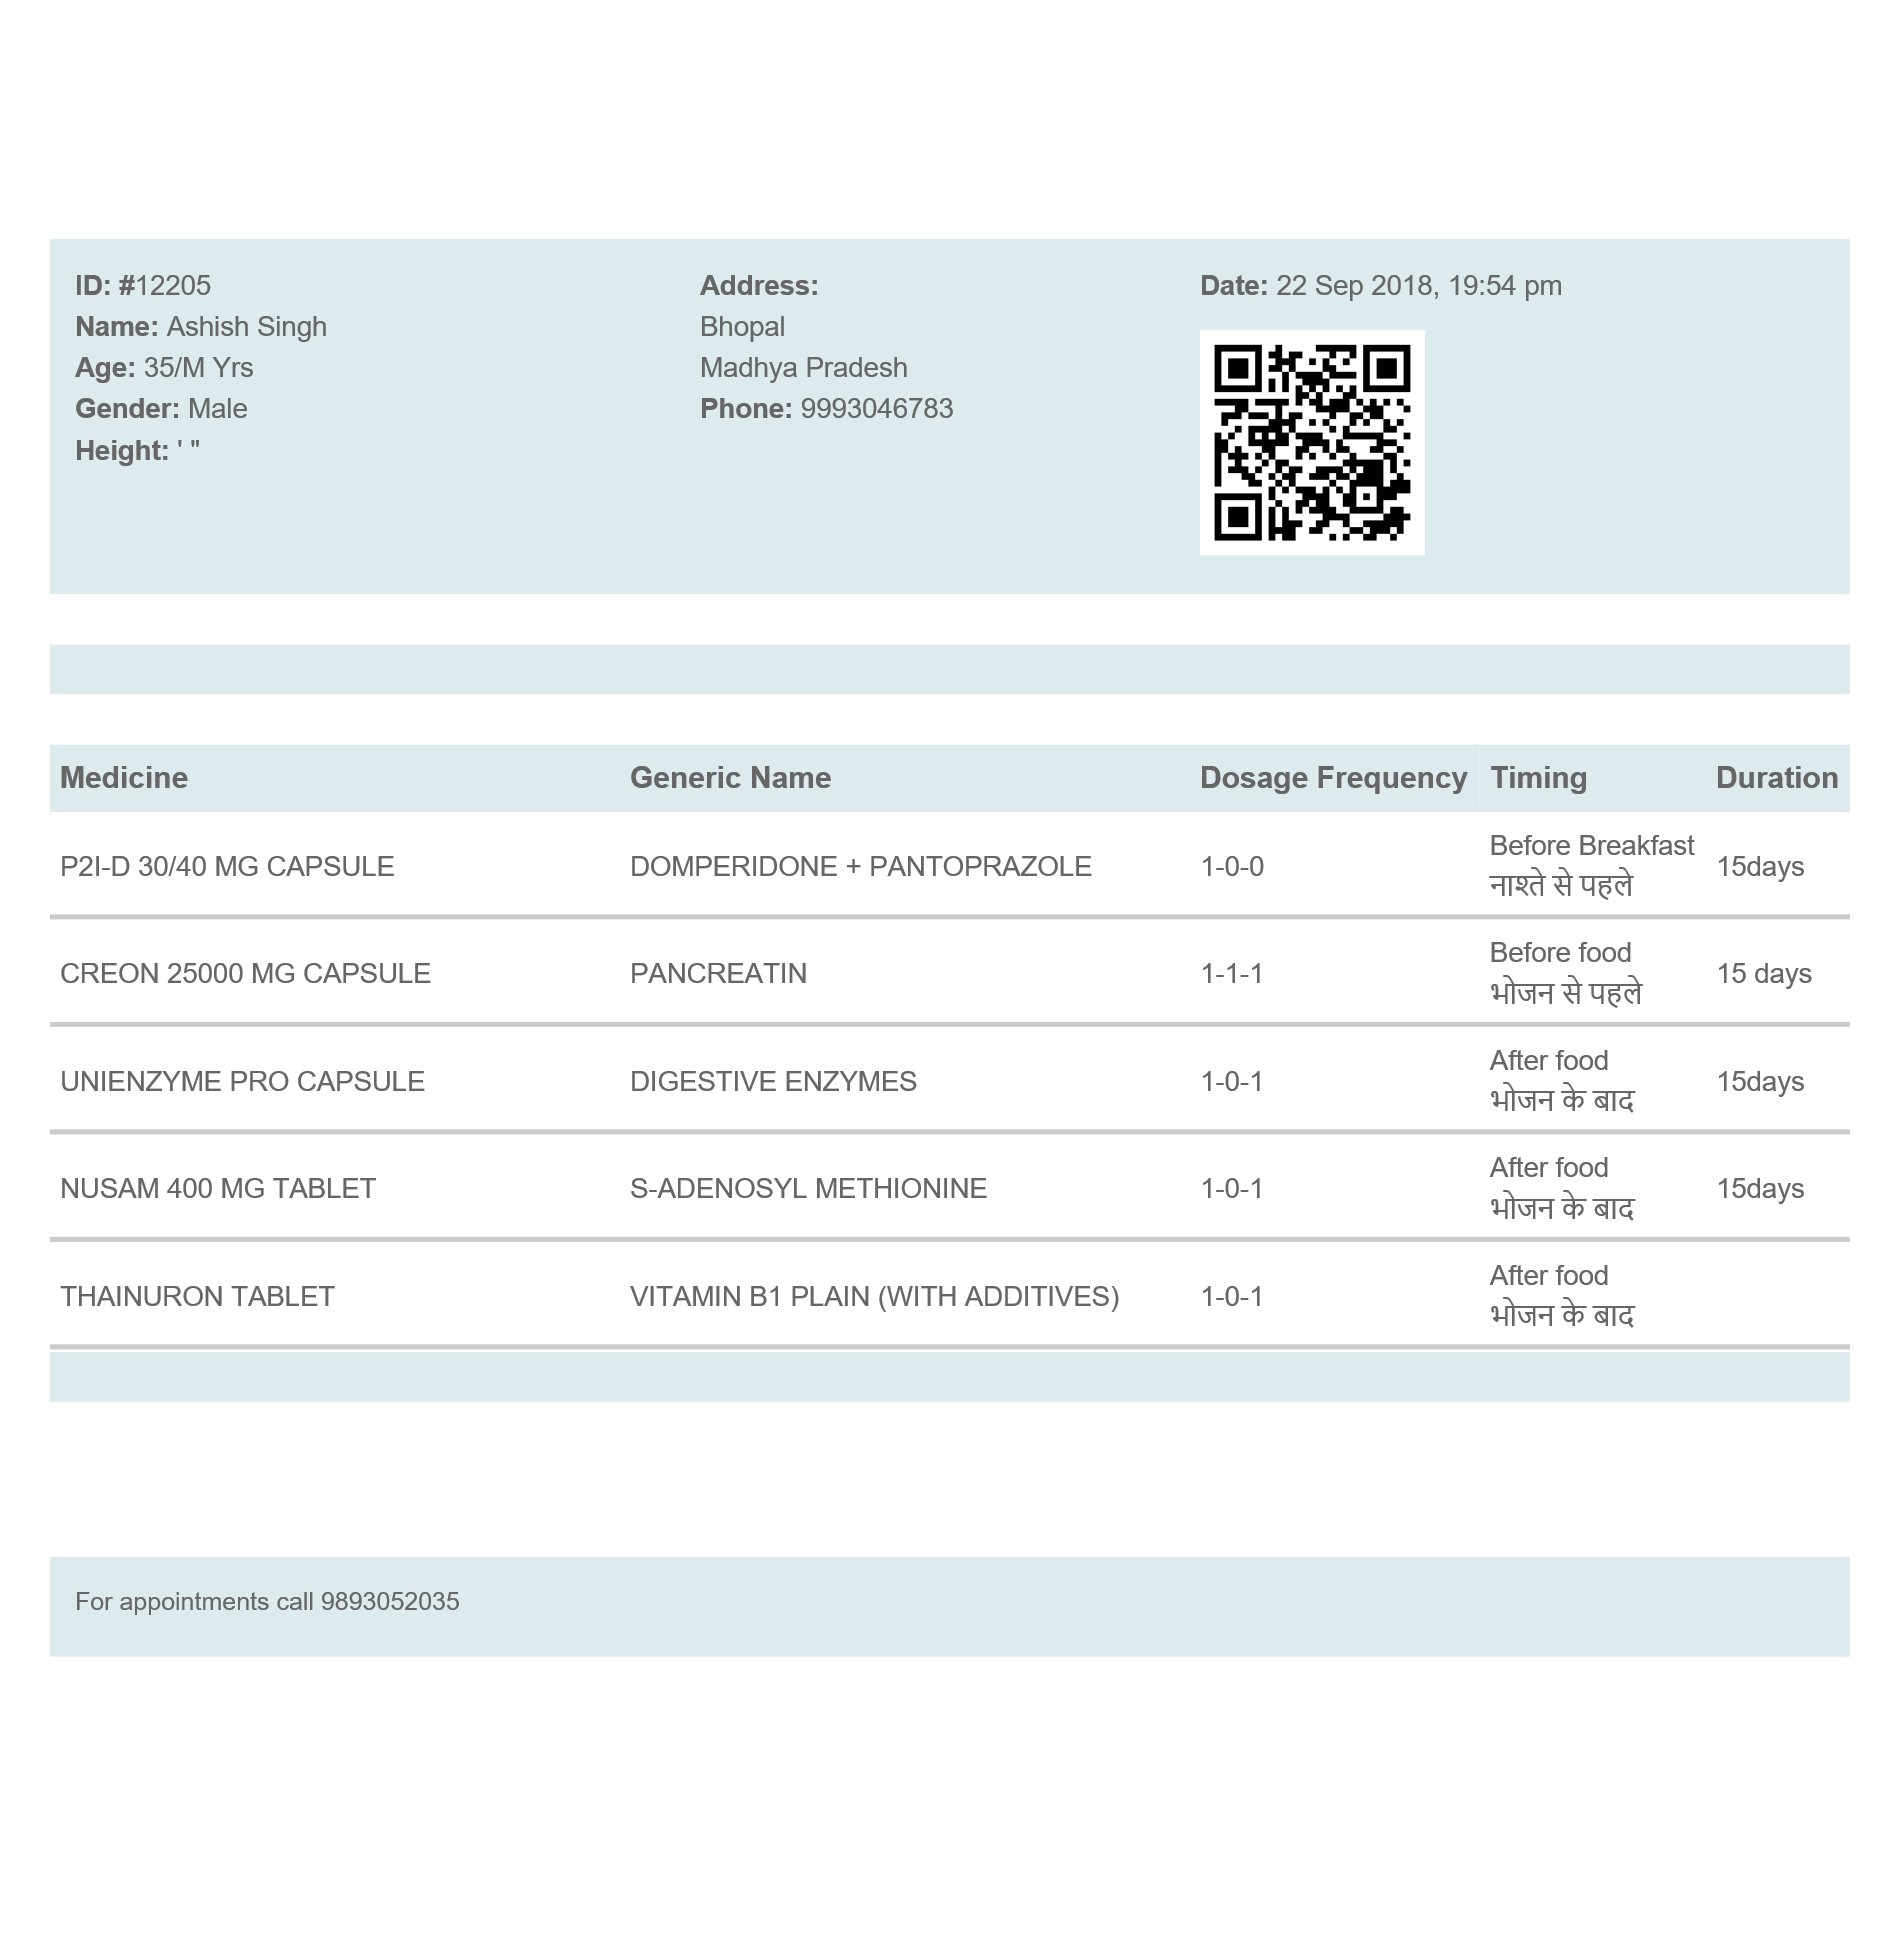 ID: #12205
Name: Ashish Singh
Age: 35/M Yrs
Gender: Male
Height: ' "
Address:
Bhopal
Madhya Pradesh
Phone: 9993046783
Date: 22 Sep 2018, 19:54 pm
Medicine Generic Name Dosage Frequency Timing Duration
P2I-D 30/40 MG CAPSULE DOMPERIDONE + PANTOPRAZOLE 1-0-0 Before Breakfast 15days
नाश्ते से पहले
CREON 25000 MG CAPSULE PANCREATIN 1-1-1 Before food 15 days
भोजन से पहले
UNIENZYME PRO CAPSULE DIGESTIVE ENZYMES 1-0-1 After food 15days
भोजन के बाद
NUSAM 400 MG TABLET S-ADENOSYL METHIONINE 1-0-1 After food 15days
भोजन के बाद
THAINURON TABLET VITAMIN B1 PLAIN (WITH ADDITIVES) 1-0-1 After food
भोजन के बाद
For appointments call 9893052035